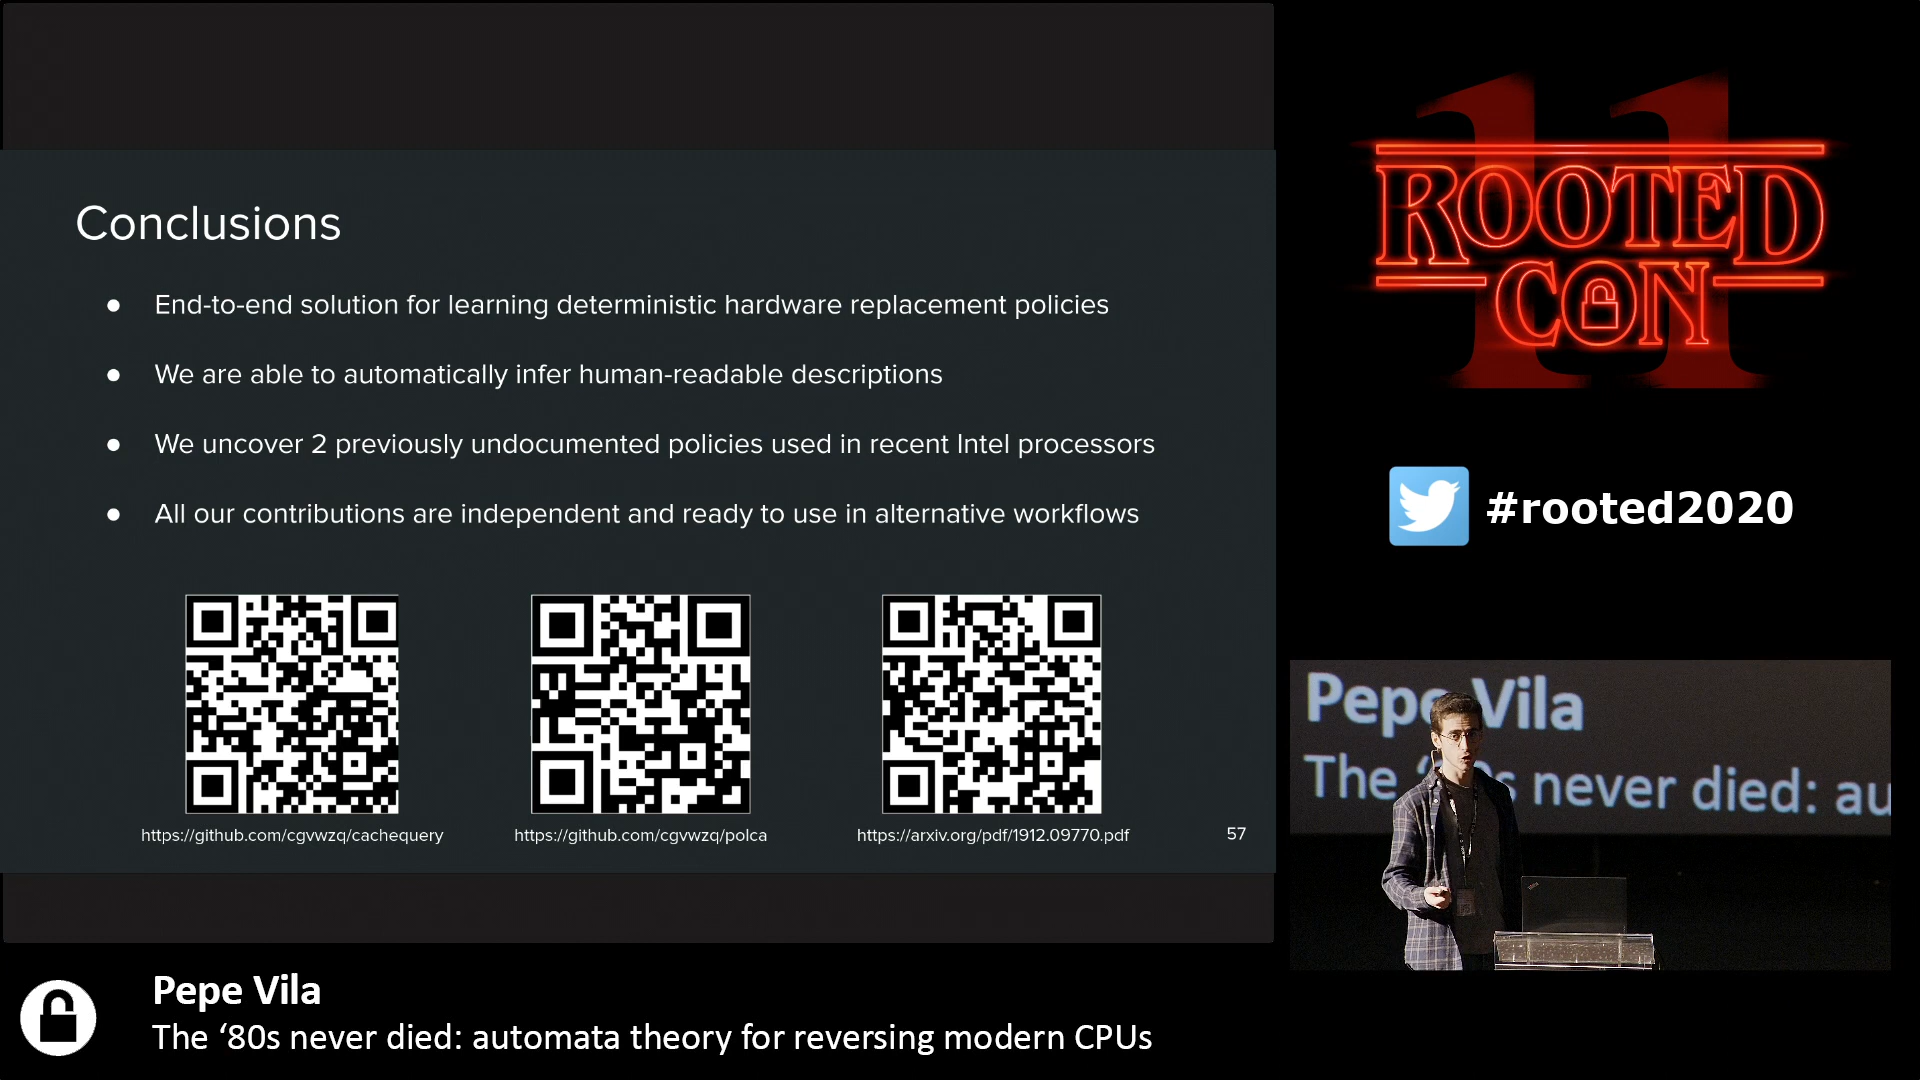 Conclusions
● End-to-end solution for learning deterministic hardware replacement policies
● We are able to automatically infer human-readable descriptions
● We uncover 2 previously undocumented policies used in recent Intel processors
● All our contributions are independent and ready to use in alternative workflows
https://github.com/cgvwzq/cachequery
https://github.com/cgvwzq/polca
https://arxiv.org/pdf/1912.09770.pdf
57
11
ROOTED
CON
#rooted2020
Pepe Vila
The ‘80s never died: au
Pepe Vila
The ‘80s never died: automata theory for reversing modern CPUs